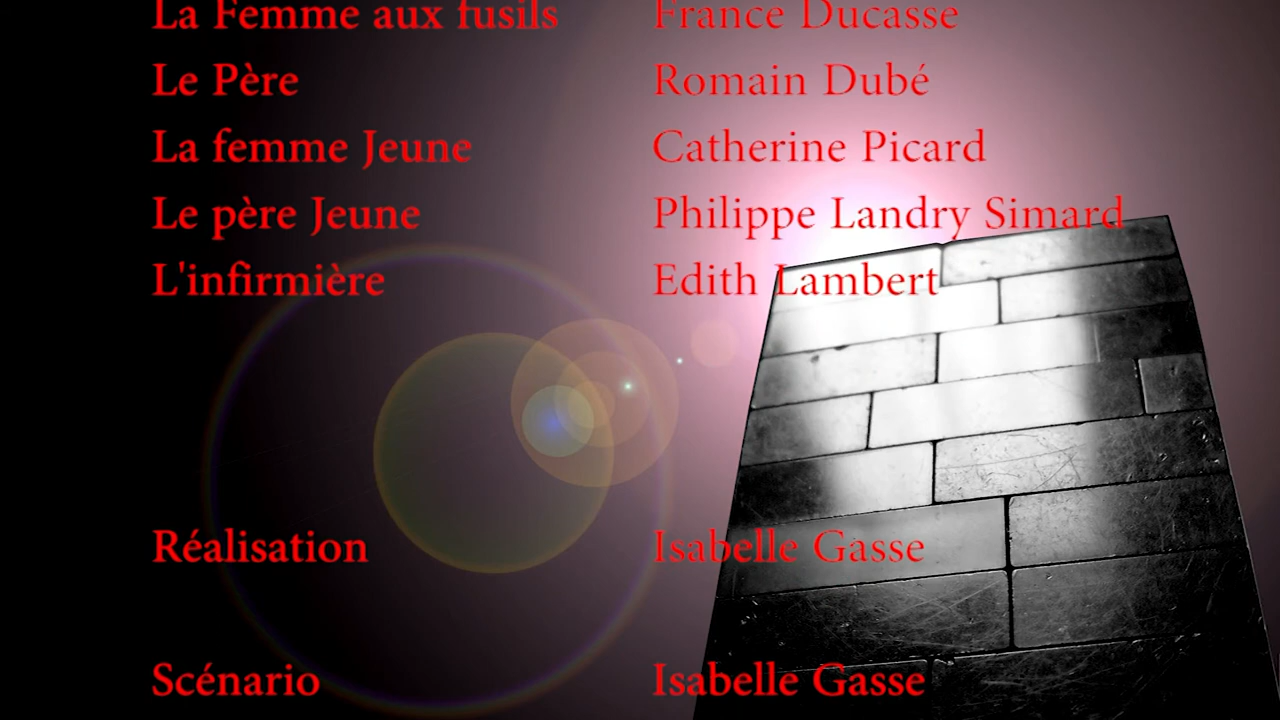 La Femme aux fusils France Ducasse
Le Père Romain Dubé
La femme Jeune Catherine Picard
Le père Jeune Philippe Landry Simard
L'infirmière Edith Lambert
Réalisation Isabelle Gasse
Scénario Isabelle Gasse